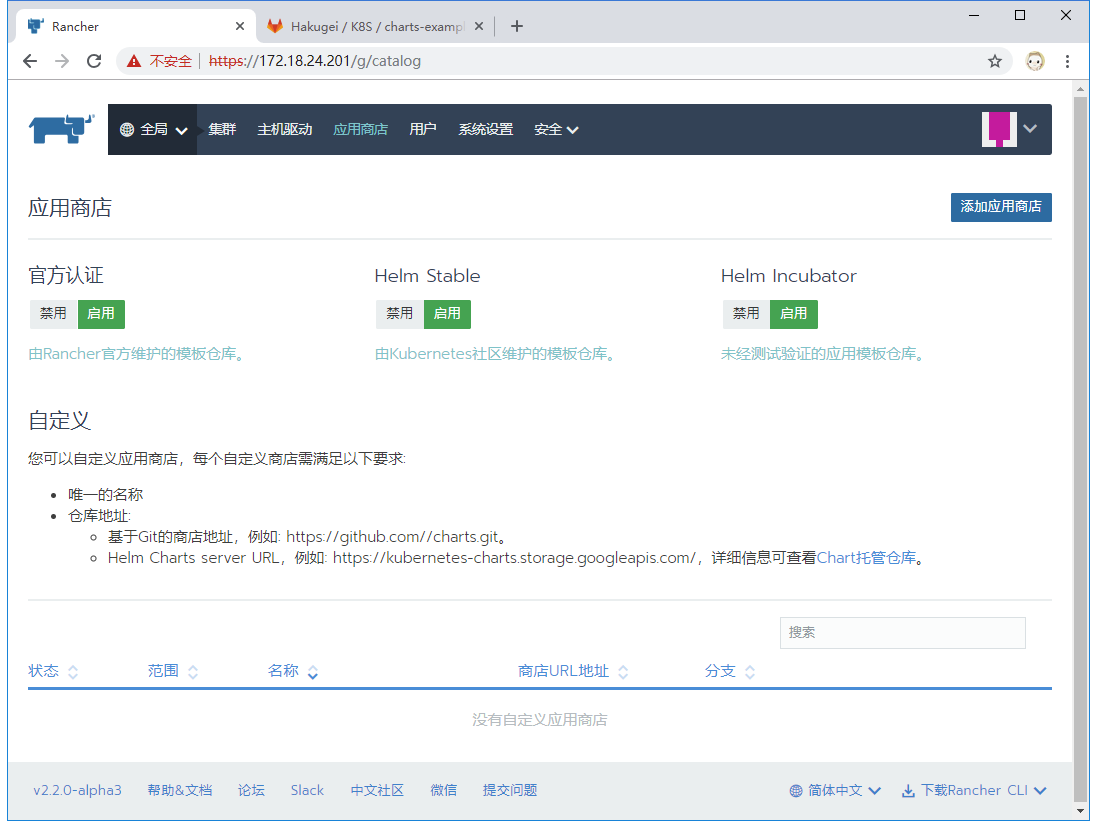 Rancher
Hakugei / K8S / charts-examp
不安全 https://172.18.24.201/g/catalog
全局 集群 主机驱动 应用商店 用户 系统设置 安全
应用商店
添加应用商店
官方认证 Helm Stable Helm Incubator
禁用 启用 禁用 启用 禁用 启用
由Rancher官方维护的模板仓库。 由Kubernetes社区维护的模板仓库。 未经测试验证的应用模板仓库。
自定义
您可以自定义应用商店，每个自定义商店需满足以下要求:
唯一的名称
仓库地址:
基于Git的商店地址，例如: https://github.com//charts.git。
Helm Charts server URL，例如: https://kubernetes-charts.storage.googleapis.com/，详细信息可查看Chart托管仓库。
搜索
状态 范围 名称 商店URL地址 分支
没有自定义应用商店
v2.2.0-alpha3 帮助&文档 论坛 Slack 中文社区 微信 提交问题 简体中文 下载Rancher CLI